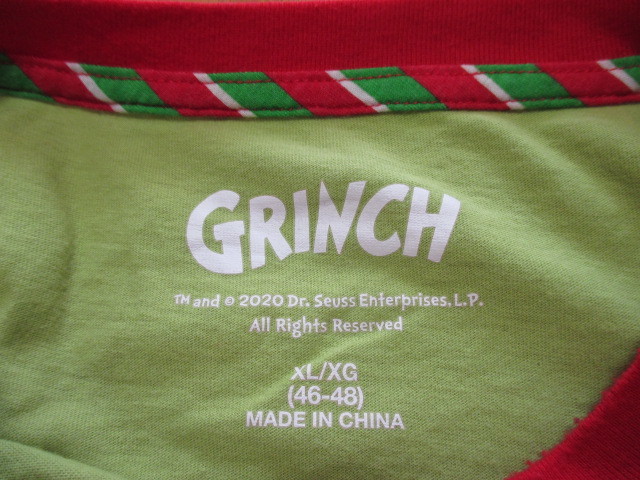 GRINCH
™ and © 2020 Dr. Seuss Enterprises, L.P.
All Rights Reserved
XL/XG
(46-48)
MADE IN CHINA